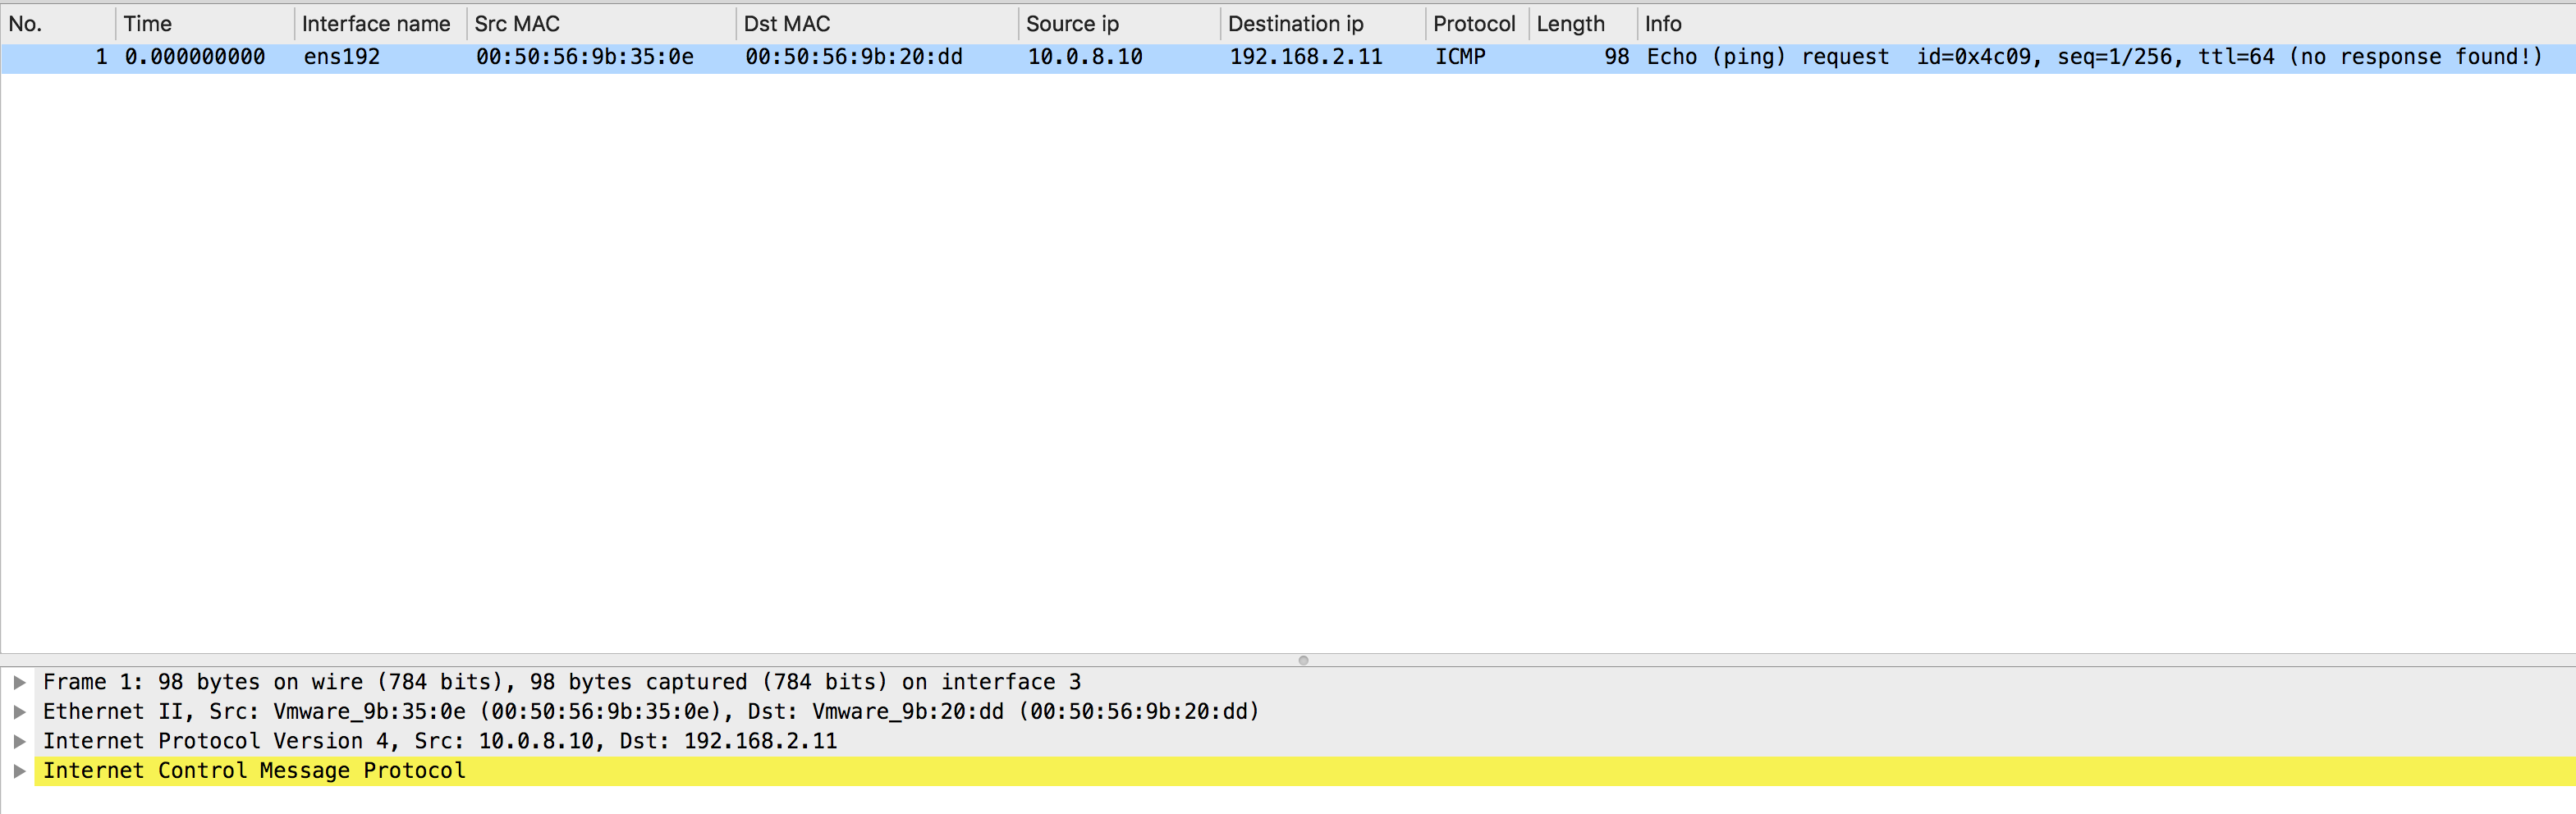 No. Time Interface name Src MAC Dst MAC Source ip Destination ip Protocol Length Info
1 0.000000000 ens192 00:50:56:9b:35:0e 00:50:56:9b:20:dd 10.0.8.10 192.168.2.11 ICMP 98 Echo (ping) request  id=0x4c09, seq=1/256, ttl=64 (no response found!)
Frame 1: 98 bytes on wire (784 bits), 98 bytes captured (784 bits) on interface 3
Ethernet II, Src: Vmware_9b:35:0e (00:50:56:9b:35:0e), Dst: Vmware_9b:20:dd (00:50:56:9b:20:dd)
Internet Protocol Version 4, Src: 10.0.8.10, Dst: 192.168.2.11
Internet Control Message Protocol